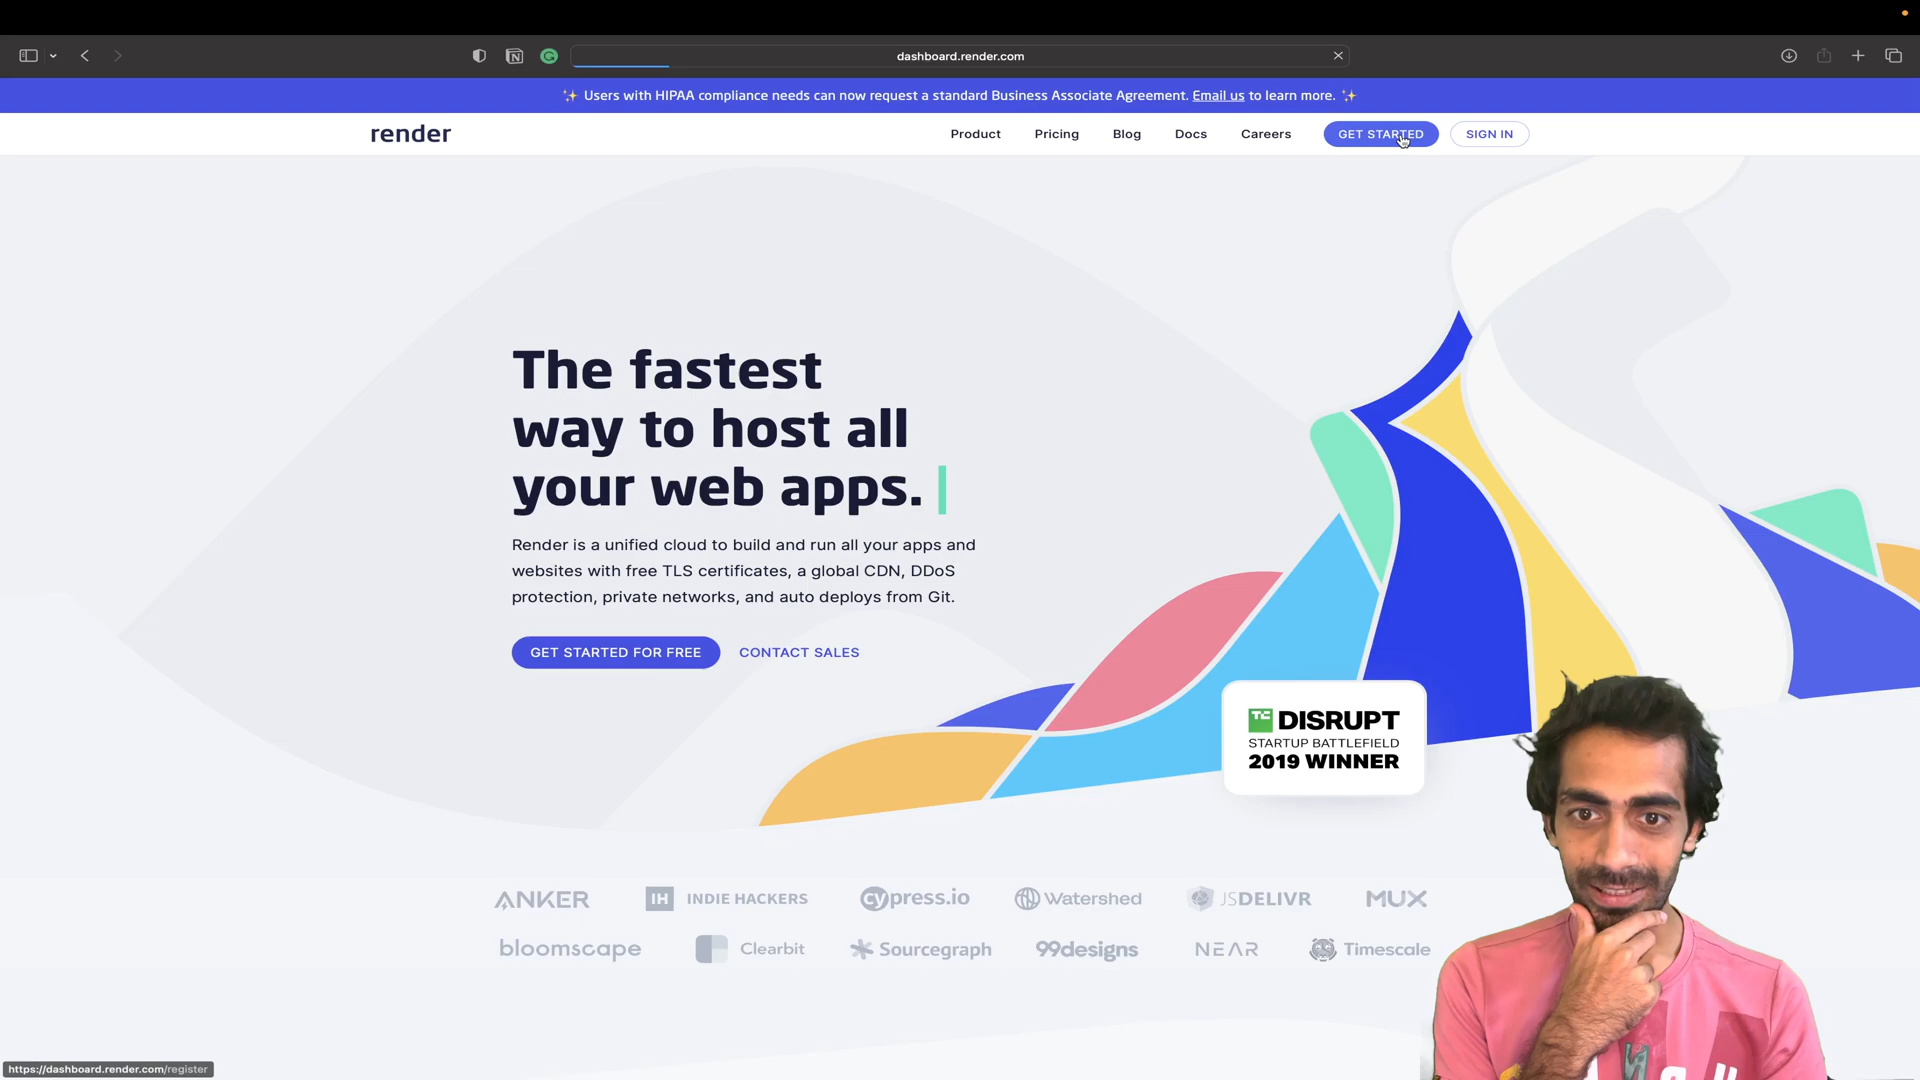 dashboard.render.com
✨ Users with HIPAA compliance needs can now request a standard Business Associate Agreement. Email us to learn more. ✨
render
Product
Pricing
Blog
Docs
Careers
GET STARTED
SIGN IN
The fastest
way to host all
your web apps.
Render is a unified cloud to build and run all your apps and
websites with free TLS certificates, a global CDN, DDoS
protection, private networks, and auto deploys from Git.
GET STARTED FOR FREE
CONTACT SALES
TC DISRUPT
STARTUP BATTLEFIELD
2019 WINNER
ANKER
IH INDIE HACKERS
cypress.io
Watershed
JSDELIVR
MUX
bloomscape
Clearbit
Sourcegraph
99designs
NEAR
Timescale
https://dashboard.render.com/register